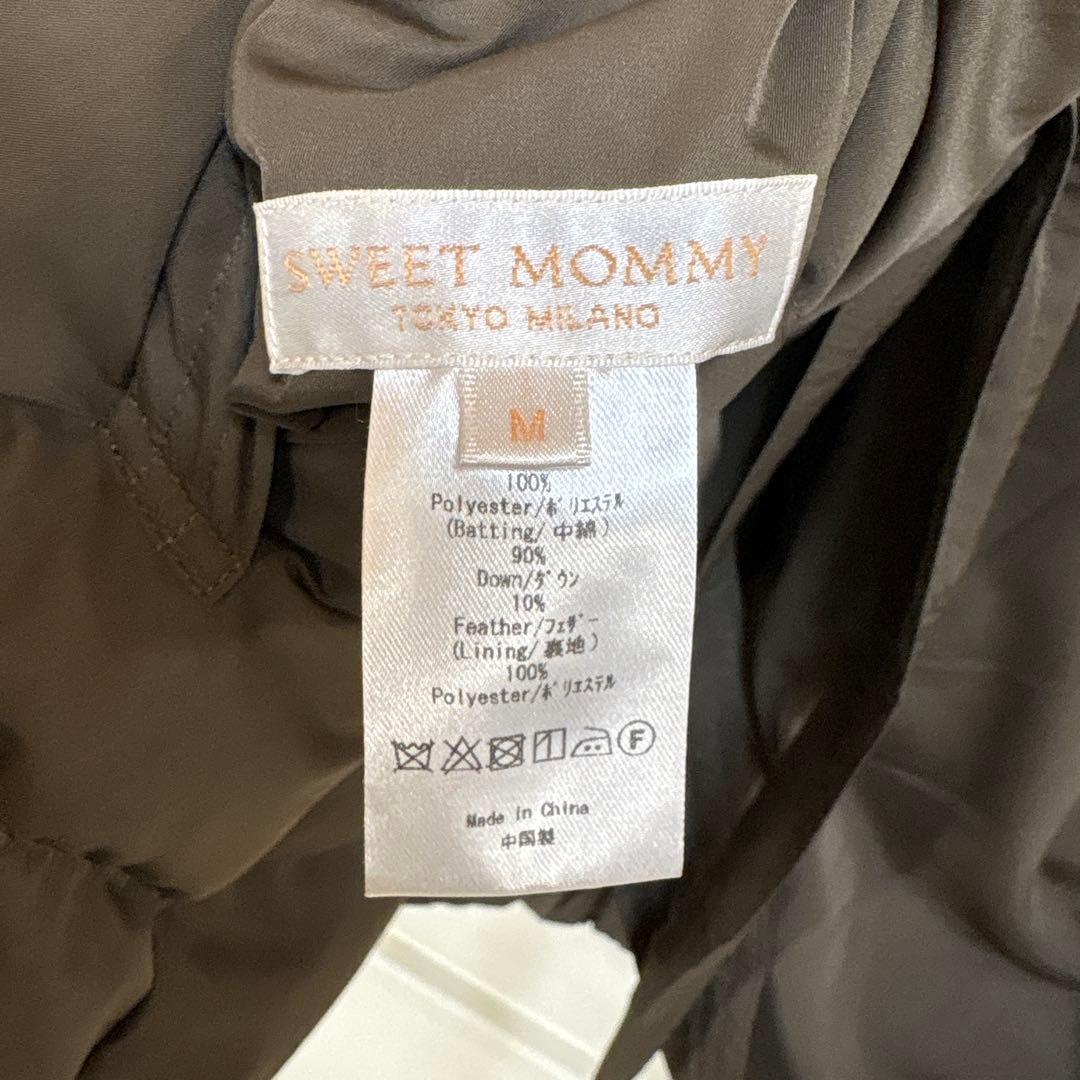 SWEET MOMMY
TOKYO MILANO
M
100%
Polyester/ポリエステル
(Batting/中綿)
90%
Down/ダウン
10%
Feather/フェザー
(Lining/裏地)
100%
Polyester/ポリエステル
F
Made in China
中国製